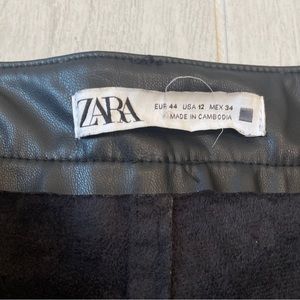 ZARA
EUR 44 USA 12 MEX 34
MADE IN CAMBODIA